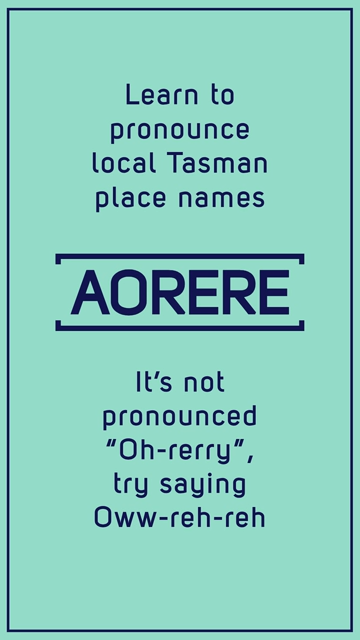 Learn to
pronounce
local Tasman
place names
AORERE
It's not
pronounced
“Oh-rerry”,
try saying
Oww-reh-reh